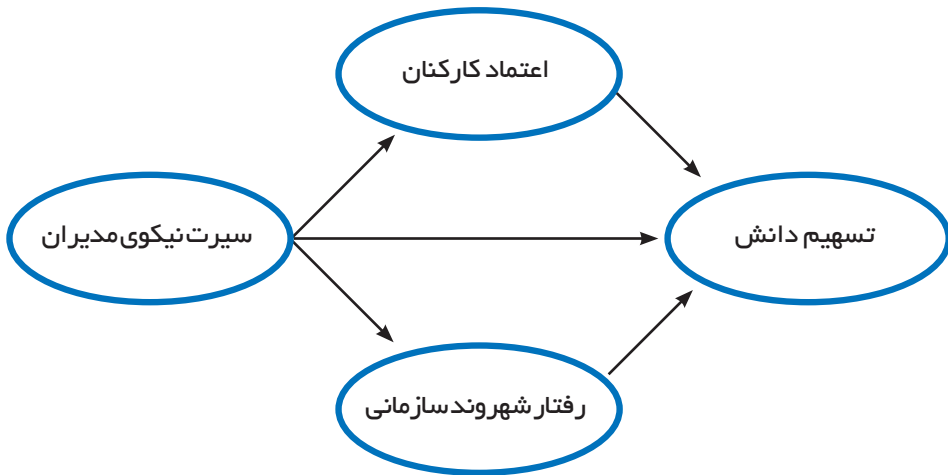 اعتماد کارکنان
سیرت نیکوی مدیران
تسهیم دانش
رفتار شهروند سازمانی